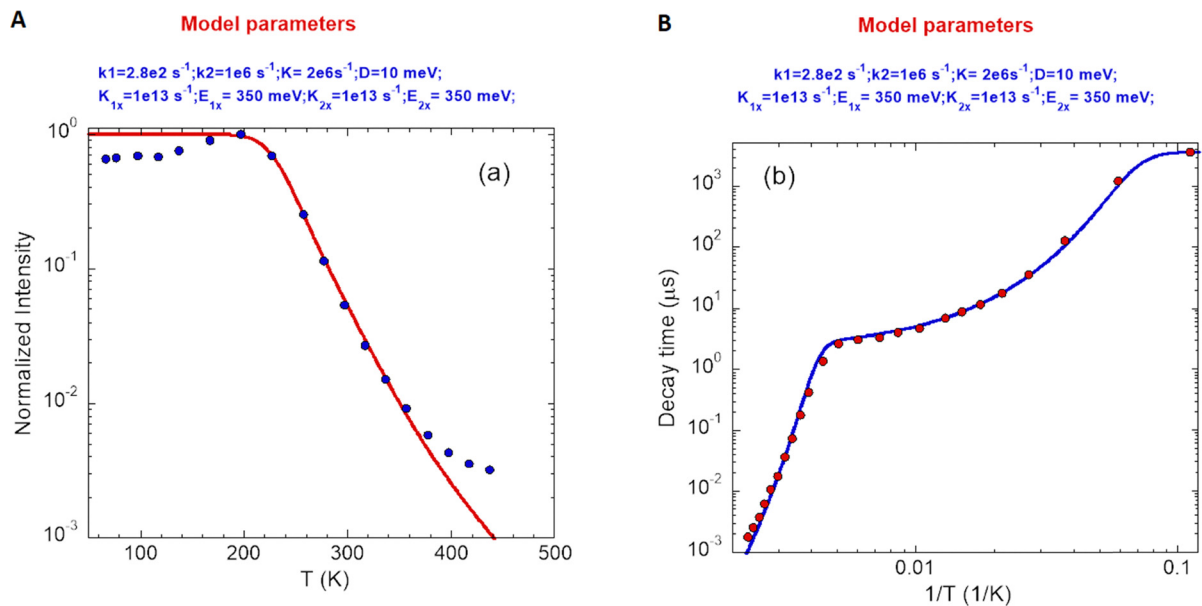 A
Model parameters
k1=2.8e2 s⁻¹;k2=1e6 s⁻¹;K= 2e6s⁻¹;D=10 meV;
K₁ₓ=1e13 s⁻¹;E₁ₓ= 350 meV;K₂ₓ=1e13 s⁻¹;E₂ₓ= 350 meV;
(a)
Normalized Intensity
10⁰
10⁻¹
10⁻²
10⁻³
0 100 200 300 400 500
T (K)
B
Model parameters
k1=2.8e2 s⁻¹;k2=1e6 s⁻¹;K= 2e6s⁻¹;D=10 meV;
K₁ₓ=1e13 s⁻¹;E₁ₓ= 350 meV;K₂ₓ=1e13 s⁻¹;E₂ₓ= 350 meV;
(b)
Decay time (μs)
10³
10²
10¹
10⁰
10⁻¹
10⁻²
10⁻³
0.01 0.1
1/T (1/K)